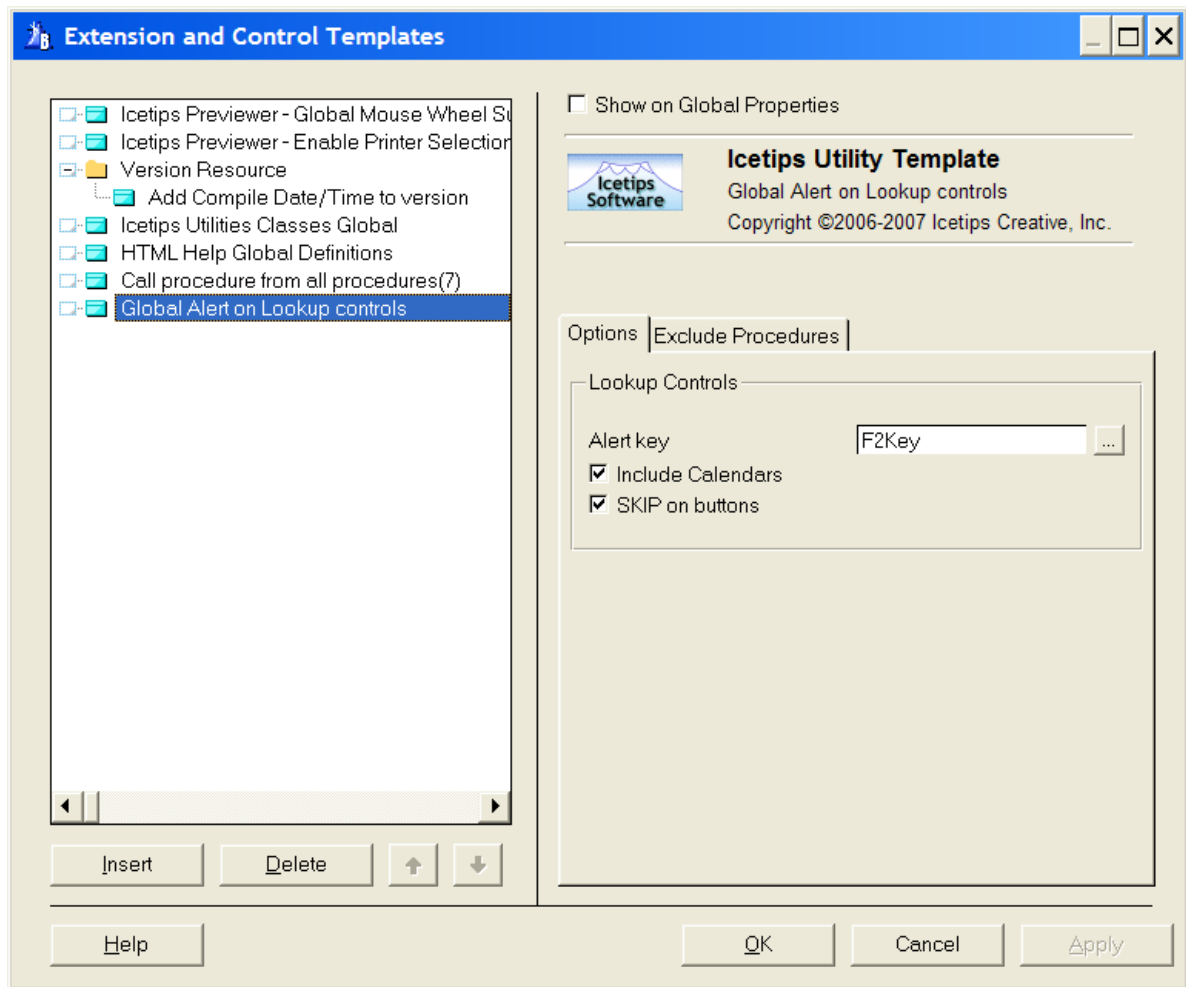 Extension and Control Templates
Icetips Previewer - Global Mouse Wheel Su
Icetips Previewer - Enable Printer Selection
Version Resource
Add Compile Date/Time to version
Icetips Utilities Classes Global
HTML Help Global Definitions
Call procedure from all procedures(7)
Global Alert on Lookup controls
Insert
Delete
Show on Global Properties
Icetips
Software
Icetips Utility Template
Global Alert on Lookup controls
Copyright ©2006-2007 Icetips Creative, Inc.
Options
Exclude Procedures
Lookup Controls
Alert key
F2Key
...
Include Calendars
SKIP on buttons
Help
OK
Cancel
Apply